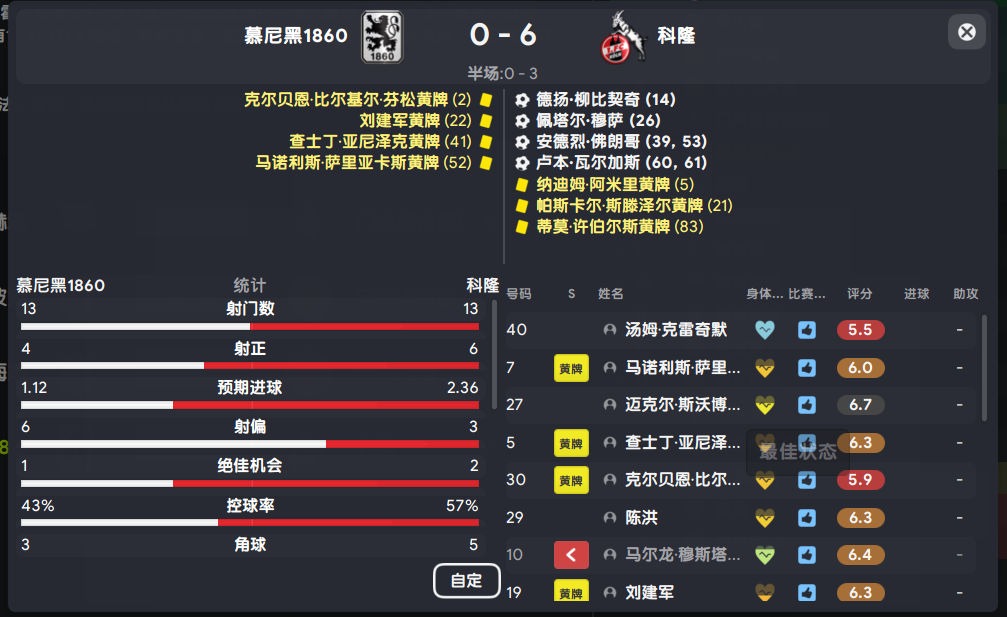 慕尼黑1860
0 - 6
科隆
半场:0 - 3
克尔贝恩·比尔基尔·芬松黄牌 (2)
刘建军黄牌 (22)
查士丁·亚尼泽克黄牌 (41)
马诺利斯·萨里亚卡斯黄牌 (52)
德扬·柳比契奇 (14)
佩塔尔·穆萨 (26)
安德烈·佛朗哥 (39, 53)
卢本·瓦尔加斯 (60, 61)
纳迪姆·阿米里黄牌 (5)
帕斯卡尔·斯滕泽尔黄牌 (21)
蒂莫·许伯尔斯黄牌 (83)
慕尼黑1860 统计 科隆
13 射门数 13
4 射正 6
1.12 预期进球 2.36
6 射偏 3
1 绝佳机会 2
43% 控球率 57%
3 角球 5
自定
号码 S 姓名 身体... 比赛... 评分 进球 助攻
40 汤姆·克雷奇默 5.5 -
7 黄牌 马诺利斯·萨里... 6.0 -
27 迈克尔·斯沃博... 6.7 -
5 黄牌 查士丁·亚尼泽... 6.3 -
最佳状态
30 黄牌 克尔贝恩·比尔... 5.9 -
29 陈洪 6.3 -
10 马尔龙·穆斯塔... 6.4 -
19 黄牌 刘建军 6.3 -